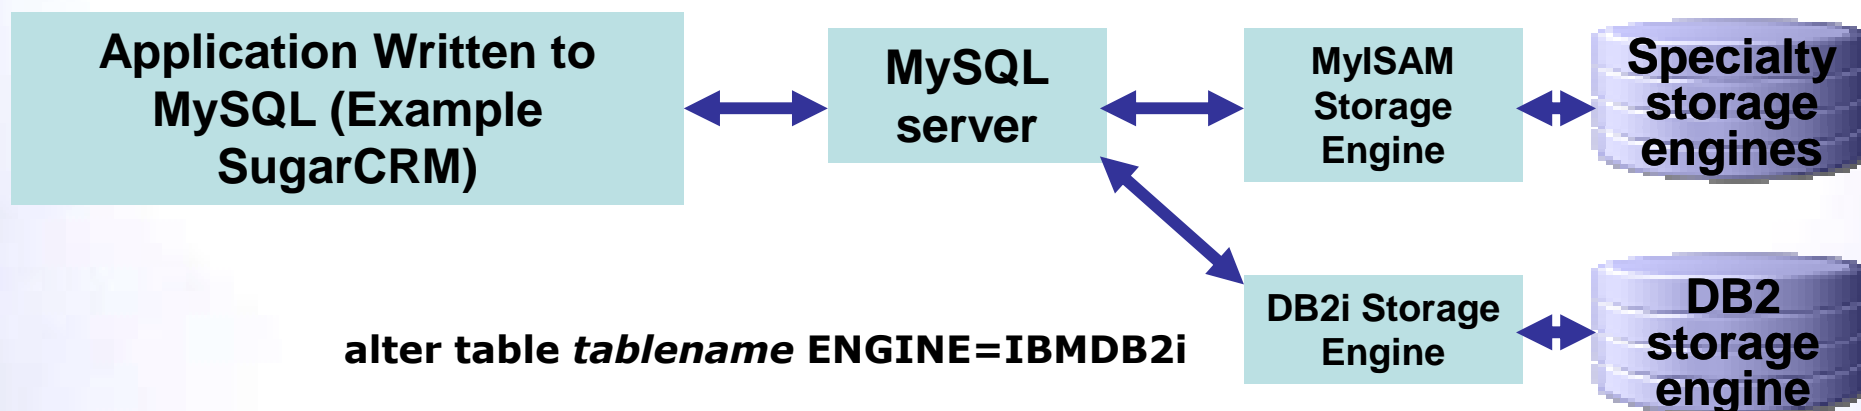 Application Written to
MySQL (Example
SugarCRM)
MySQL
server
MyISAM
Storage
Engine
Specialty
storage
engines
DB2i Storage
Engine
DB2
storage
engine
alter table tablename ENGINE=IBMDB2i